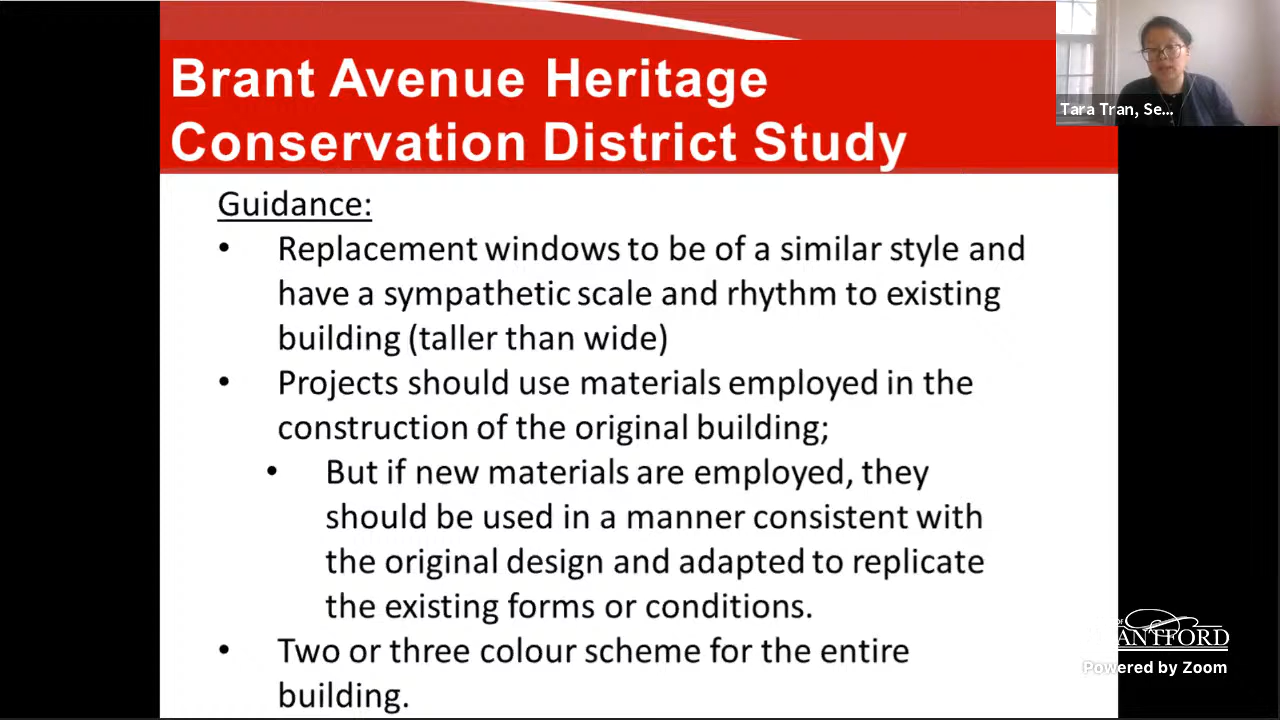 Brant Avenue Heritage
Conservation District Study
Tara Tran, Se...
Guidance:
• Replacement windows to be of a similar style and
have a sympathetic scale and rhythm to existing
building (taller than wide)
• Projects should use materials employed in the
construction of the original building;
• But if new materials are employed, they
should be used in a manner consistent with
the original design and adapted to replicate
the existing forms or conditions.
• Two or three colour scheme for the entire
building.
ANTFORD
Powered by Zoom